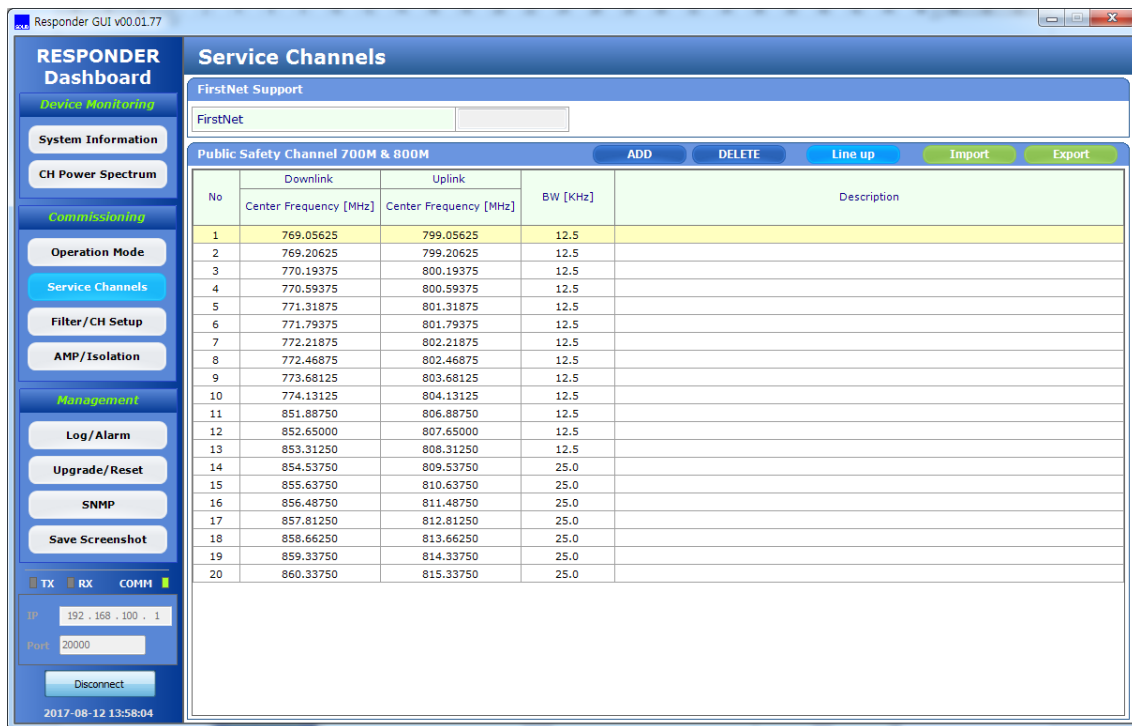 SOLiD Responder GUI v00.01.77
RESPONDER
Dashboard
Device Monitoring
System Information
CH Power Spectrum
Commissioning
Operation Mode
Service Channels
Filter/CH Setup
AMP/Isolation
Management
Log/Alarm
Upgrade/Reset
SNMP
Save Screenshot
TX RX COMM
IP 192 . 168 . 100 . 1
Port 20000
Disconnect
2017-08-12 13:58:04
Service Channels
FirstNet Support
FirstNet
Public Safety Channel 700M & 800M ADD DELETE Line up Import Export
No Downlink Uplink BW [KHz] Description
Center Frequency [MHz] Center Frequency [MHz]
1 769.05625 799.05625 12.5
2 769.20625 799.20625 12.5
3 770.19375 800.19375 12.5
4 770.59375 800.59375 12.5
5 771.31875 801.31875 12.5
6 771.79375 801.79375 12.5
7 772.21875 802.21875 12.5
8 772.46875 802.46875 12.5
9 773.68125 803.68125 12.5
10 774.13125 804.13125 12.5
11 851.88750 806.88750 12.5
12 852.65000 807.65000 12.5
13 853.31250 808.31250 12.5
14 854.53750 809.53750 25.0
15 855.63750 810.63750 25.0
16 856.48750 811.48750 25.0
17 857.81250 812.81250 25.0
18 858.66250 813.66250 25.0
19 859.33750 814.33750 25.0
20 860.33750 815.33750 25.0